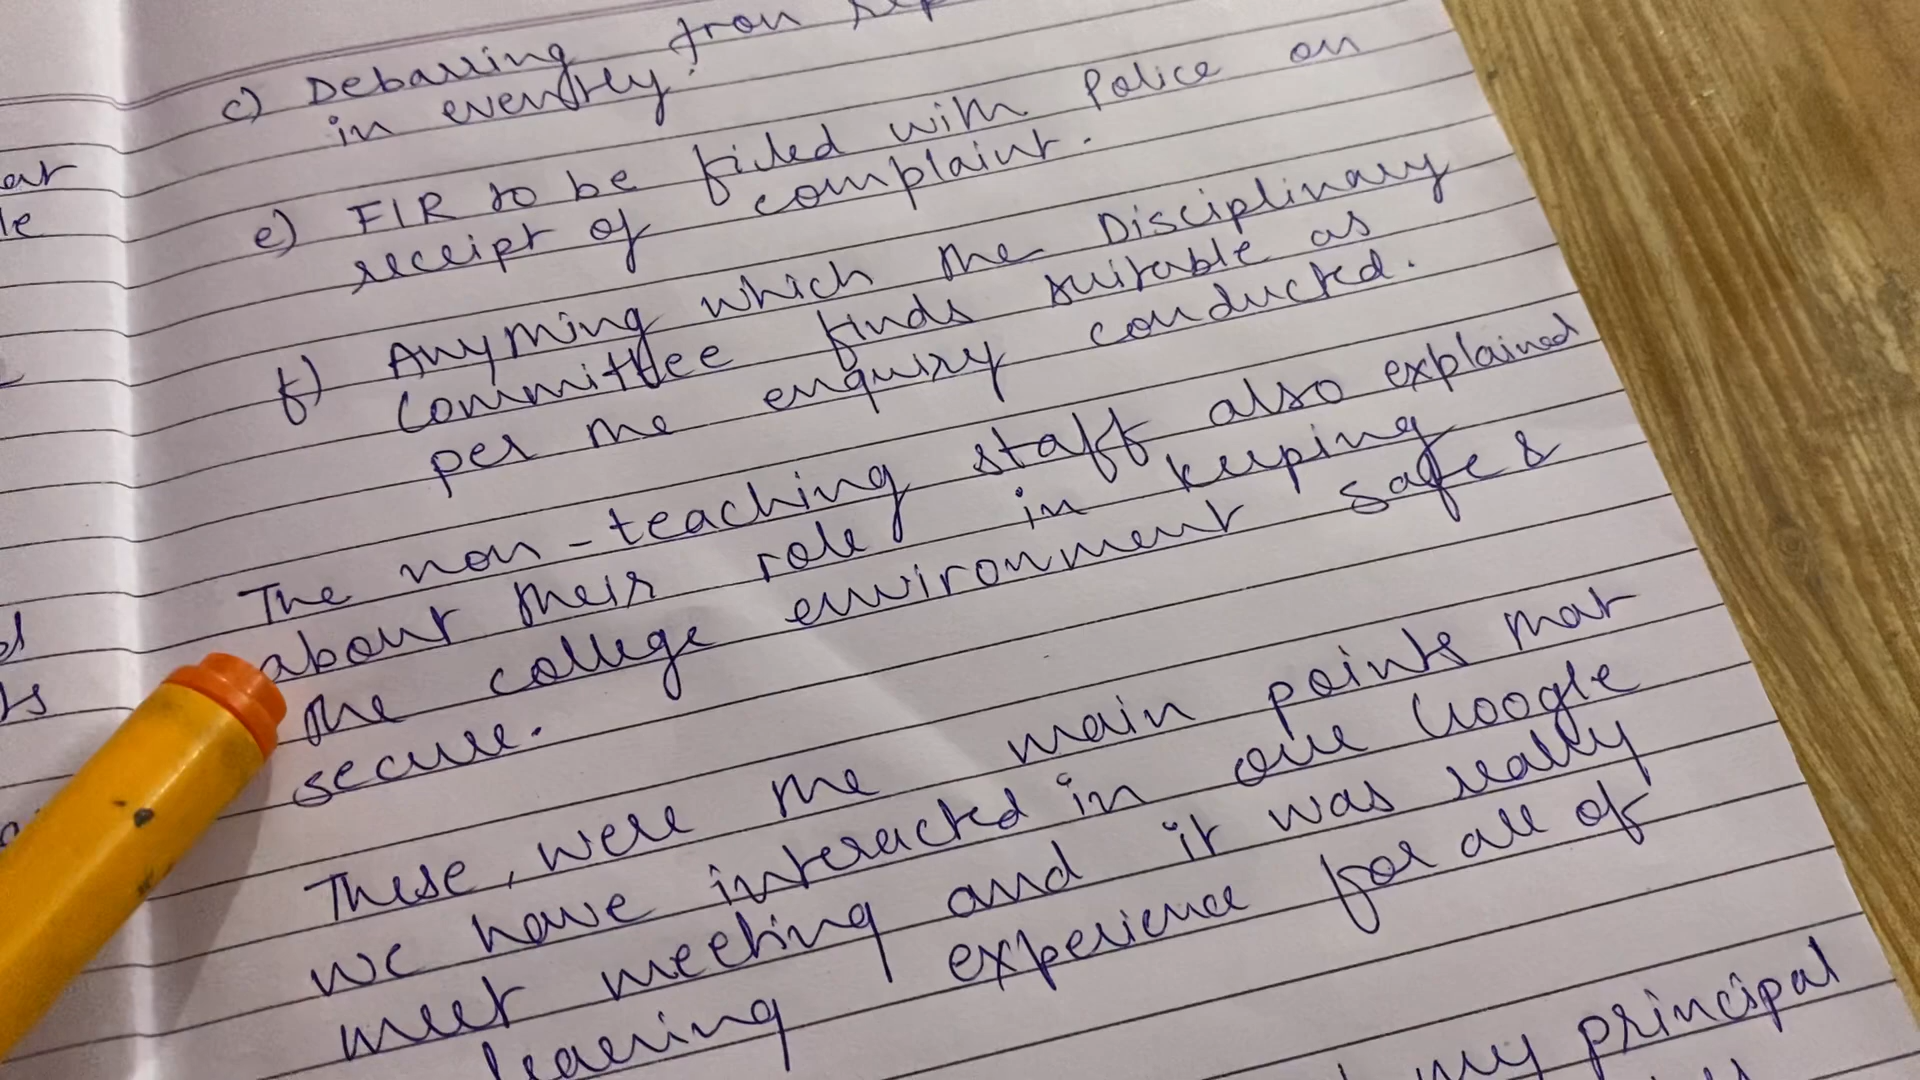 c) Debarring from
in
e) FIR to be filed with Police on
receipt of complaint.
f) Anything which the Disciplinary
Committee finds suitable as
per the enquiry conducted.
The non-teaching staff also explained
about their role in keeping
the college environment safe &
secure.
These, were the main points that
we have interacted in our Google
meet meeting and it was really
learning experience for all of
my principal